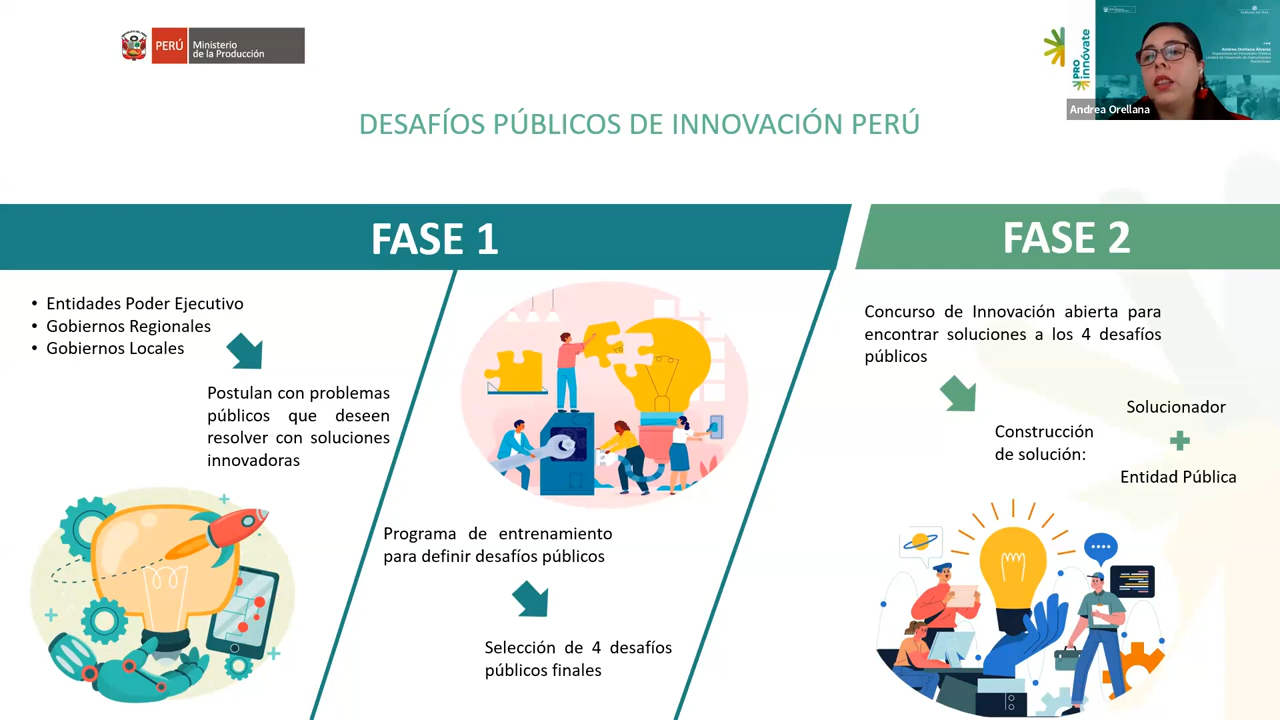 PERÚ
Ministerio
de la Producción
PRO
innóvate
Andrea Orellana Álvarez
Andrea Orellana
DESAFÍOS PÚBLICOS DE INNOVACIÓN PERÚ
FASE 1
FASE 2
• Entidades Poder Ejecutivo
• Gobiernos Regionales
• Gobiernos Locales
Postulan con problemas
públicos que deseen
resolver con soluciones
innovadoras
Programa de entrenamiento
para definir desafíos públicos
Selección de 4 desafíos
públicos finales
Concurso de Innovación abierta para
encontrar soluciones a los 4 desafíos
públicos
Construcción
de solución:
Solucionador
Entidad Pública